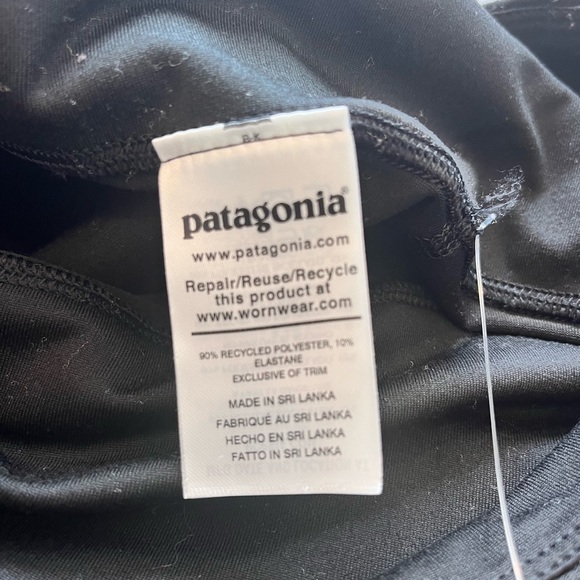 patagonia®
www.patagonia.com
Repair/Reuse/Recycle
this product at
www.wornwear.com
90% RECYCLED POLYESTER, 10%
ELASTANE
EXCLUSIVE OF TRIM
MADE IN SRI LANKA
FABRIQUÉ AU SRI LANKA
HECHO EN SRI LANKA
FATTO IN SRI LANKA